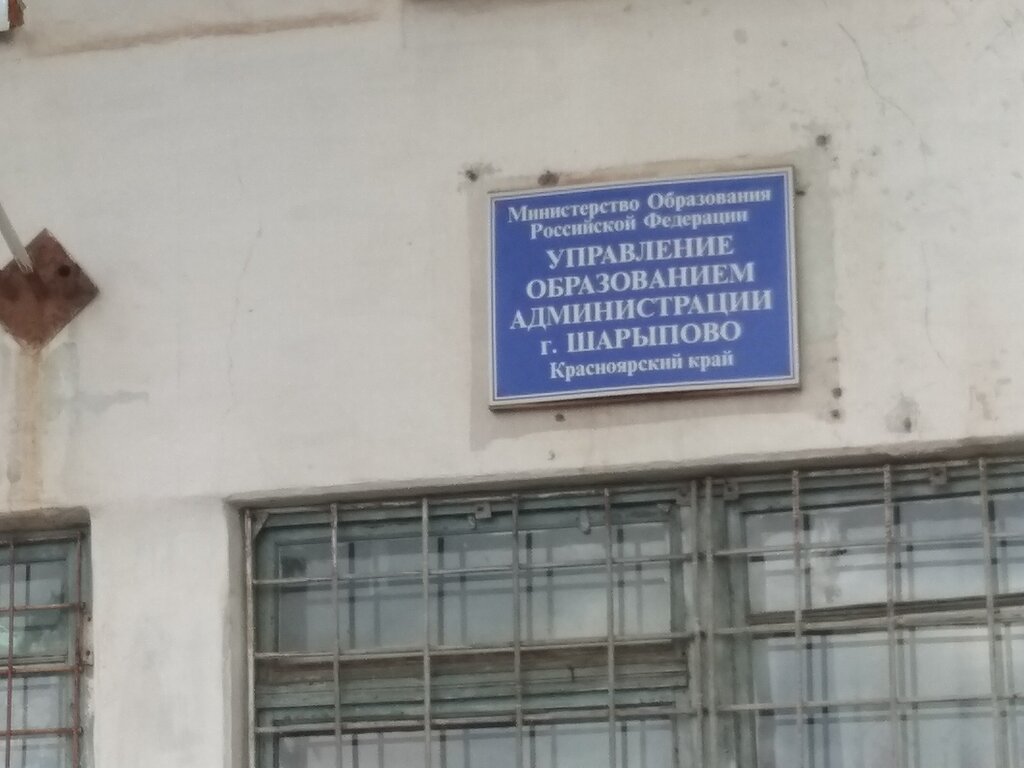 Министерство Образования
Российской Федерации
УПРАВЛЕНИЕ
ОБРАЗОВАНИЕМ
АДМИНИСТРАЦИИ
г. ШАРЫПОВО
Красноярский край